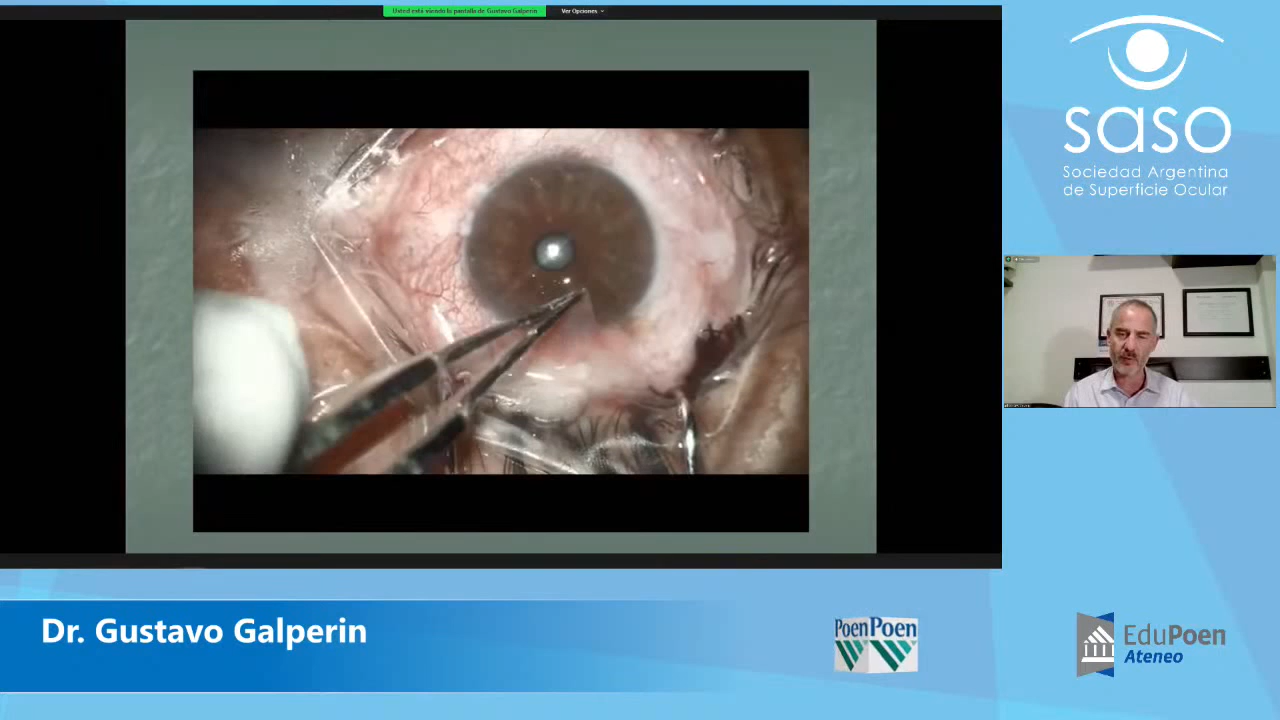 Usted está viendo la pantalla de Gustavo Galperin
Ver Opciones
saso
Sociedad Argentina
de Superficie Ocular
Dr. Gustavo Galperin
PoenPoen
EduPoen
Ateneo